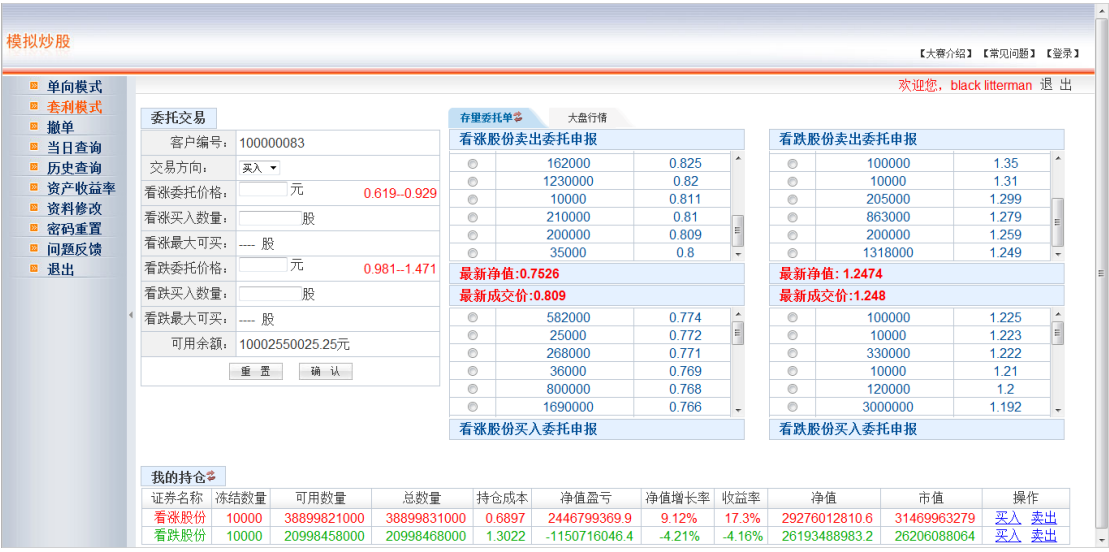 模拟炒股
【大赛介绍】 【常见问题】 【登录】
欢迎您，black litterman 退 出
单向模式
套利模式
撤单
当日查询
历史查询
资产收益率
资料修改
密码重置
问题反馈
退出
委托交易
客户编号： 100000083
交易方向： 买入
看涨委托价格： 元 0.619--0.929
看涨买入数量： 股
看涨最大可买： ---- 股
看跌委托价格： 元 0.981--1.471
看跌买入数量： 股
看跌最大可买： ---- 股
可用余额： 10002550025.25元
重 置 确 认
存量委托单 大盘行情
看涨股份卖出委托申报
162000 0.825
1230000 0.82
10000 0.811
210000 0.81
200000 0.809
35000 0.8
最新净值:0.7526
最新成交价:0.809
582000 0.774
25000 0.772
268000 0.771
36000 0.769
800000 0.768
1690000 0.766
看涨股份买入委托申报
看跌股份卖出委托申报
100000 1.35
10000 1.31
205000 1.299
863000 1.279
200000 1.259
1318000 1.249
最新净值: 1.2474
最新成交价:1.248
100000 1.225
10000 1.223
330000 1.222
10000 1.21
120000 1.2
3000000 1.192
看跌股份买入委托申报
我的持仓
证券名称 冻结数量 可用数量 总数量 持仓成本 净值盈亏 净值增长率 收益率 净值 市值 操作
看涨股份 10000 38899821000 38899831000 0.6897 2446799369.9 9.12% 17.3% 29276012810.6 31469963279 买入 卖出
看跌股份 10000 20998458000 20998468000 1.3022 -1150716046.4 -4.21% -4.16% 26193488983.2 26206088064 买入 卖出